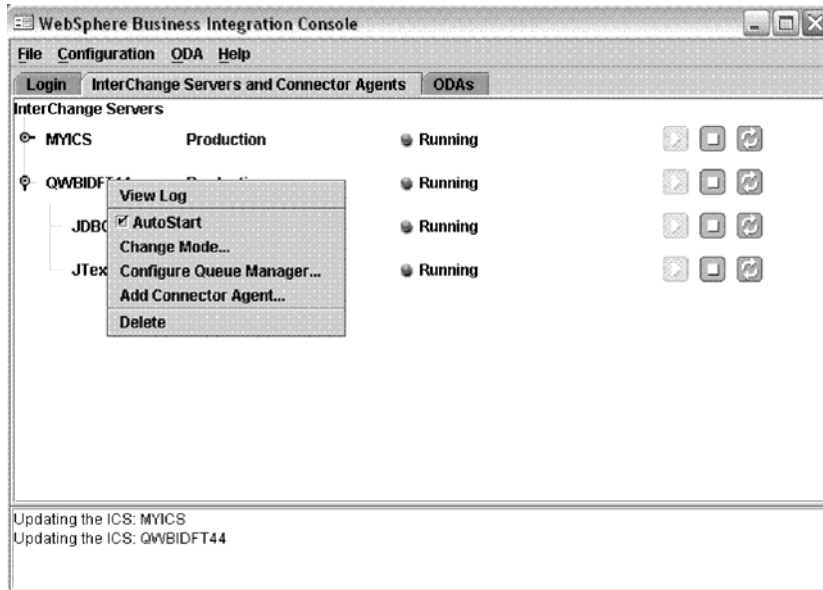 WebSphere Business Integration Console
File Configuration ODA Help
Login InterChange Servers and Connector Agents ODAs
InterChange Servers
MYICS Production Running
Running
View Log
AutoStart
Running
Change Mode...
Configure Queue Manager...
Running
Add Connector Agent...
Delete
Updating the ICS: MYICS
Updating the ICS: QWBIDFT44